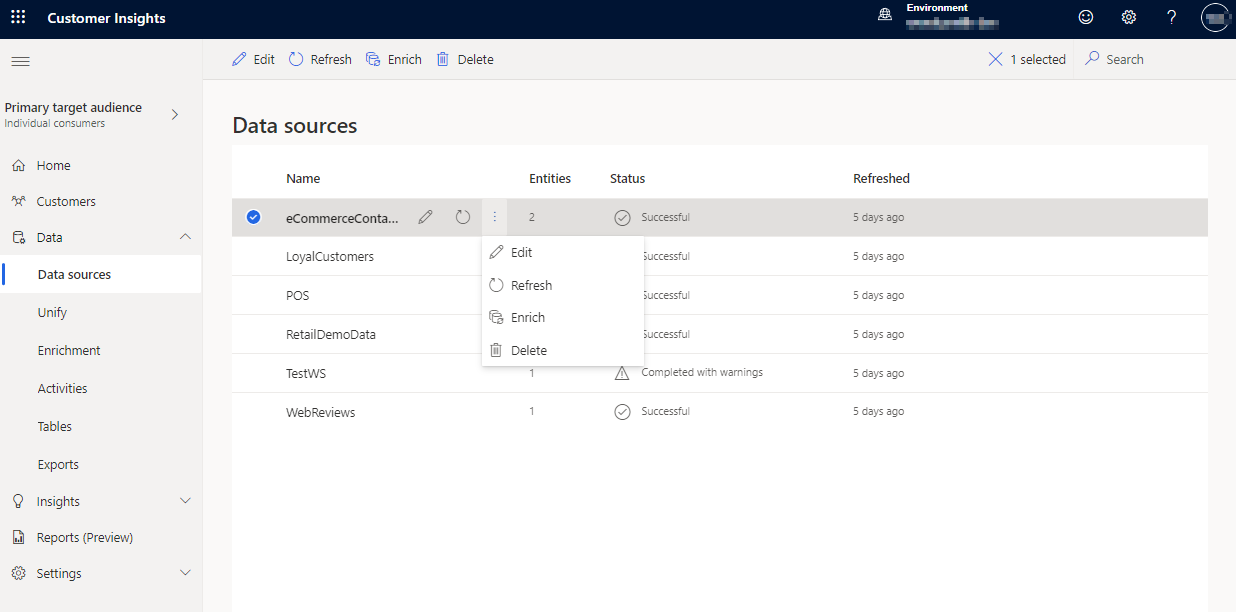 Customer Insights
Environment
Edit Refresh Enrich Delete
1 selected
Search
Primary target audience
Individual consumers
Home
Customers
Data
Data sources
Unify
Enrichment
Activities
Tables
Exports
Insights
Reports (Preview)
Settings
Data sources
Name Entities Status Refreshed
eCommerceConta... 2 Successful 5 days ago
LoyalCustomers Successful 5 days ago
POS Successful 5 days ago
RetailDemoData Successful 5 days ago
TestWS 1 Completed with warnings 5 days ago
WebReviews 1 Successful 5 days ago
Edit
Refresh
Enrich
Delete